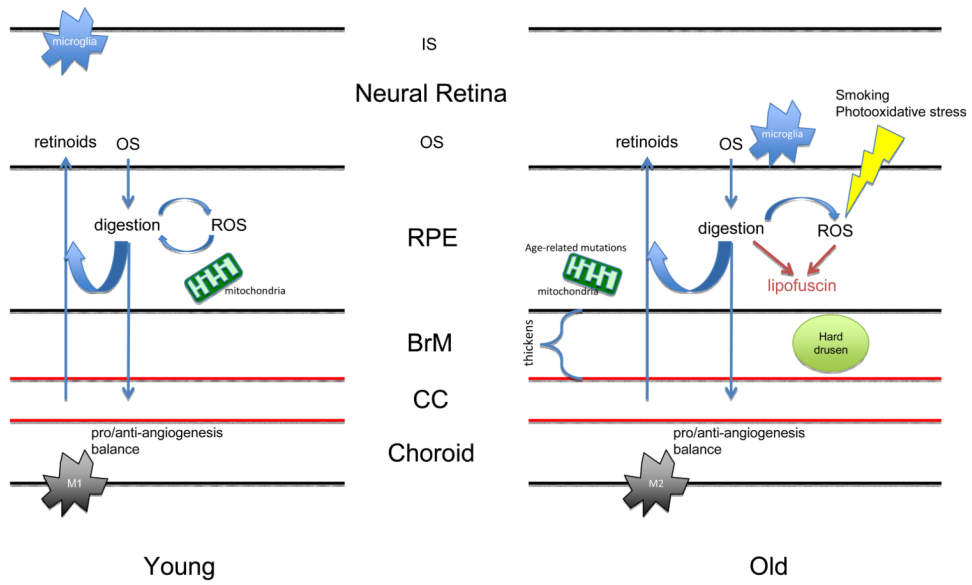 microglia
IS
Neural Retina
Smoking
Photooxidative stress
retinoids
OS
OS
retinoids
OS
microglia
digestion
ROS
RPE
digestion
ROS
mitochondria
Age-related mutations
mitochondria
lipofuscin
BrM
thickens
Hard
drusen
CC
pro/anti-angiogenesis
balance
Choroid
pro/anti-angiogenesis
balance
M1
M2
Young
Old